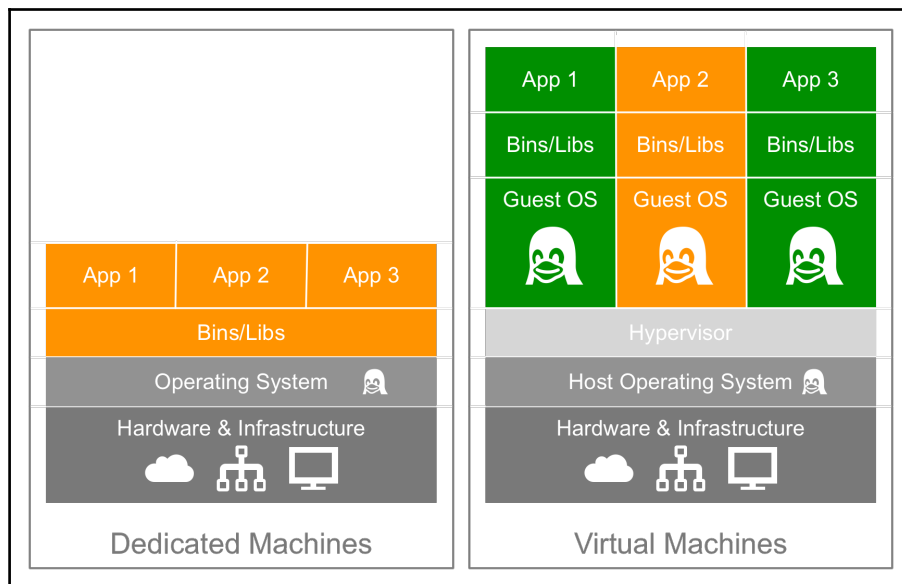 App 1 App 2 App 3
Bins/Libs
Operating System
Hardware & Infrastructure
Dedicated Machines
App 1 App 2 App 3
Bins/Libs Bins/Libs Bins/Libs
Guest OS Guest OS Guest OS
Hypervisor
Host Operating System
Hardware & Infrastructure
Virtual Machines